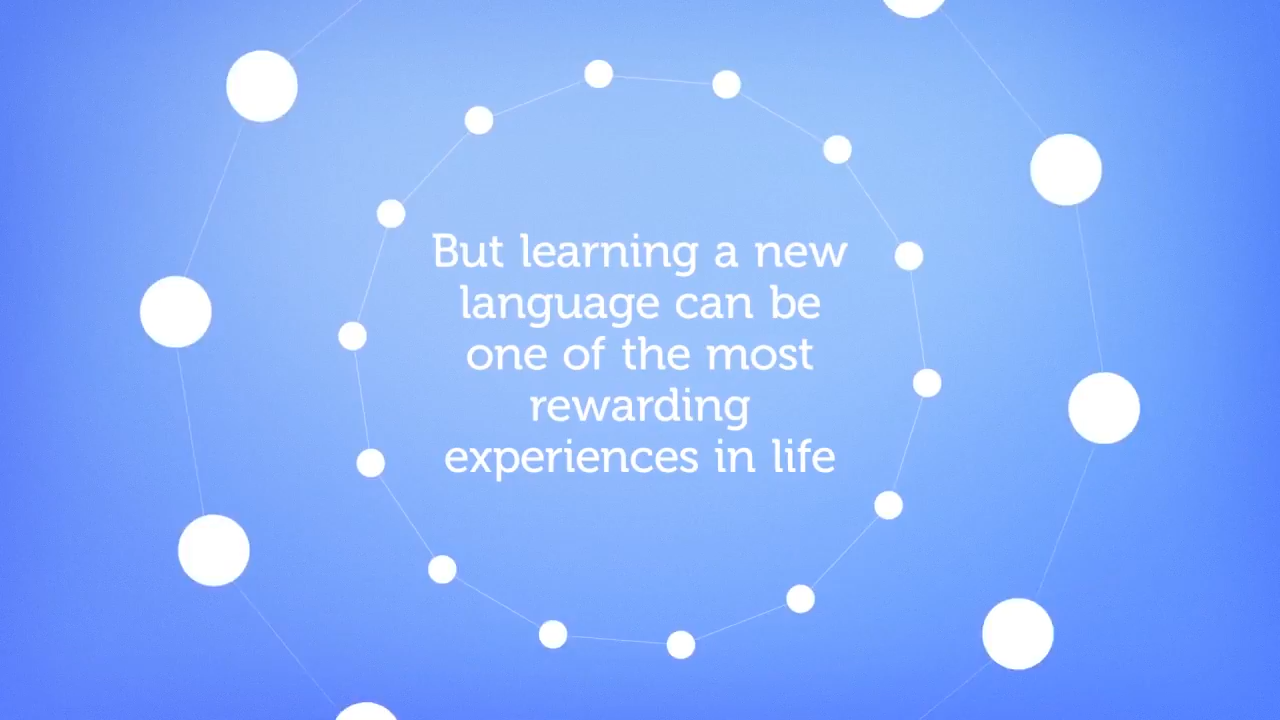 But learning a new
language can be
one of the most
rewarding
experiences in life